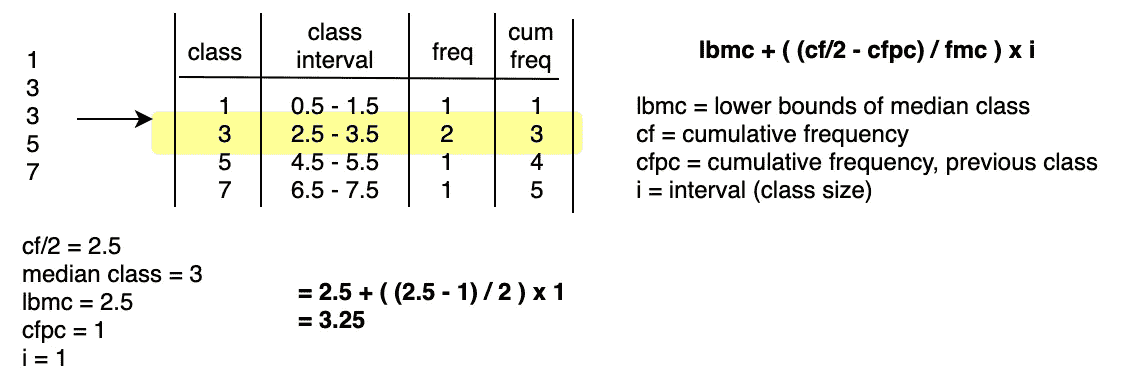 1
3
3
5
7
class class interval freq cum freq
1 0.5 - 1.5 1 1
3 2.5 - 3.5 2 3
5 4.5 - 5.5 1 4
7 6.5 - 7.5 1 5
lbmc + ( (cf/2 - cfpc) / fmc ) x i
lbmc = lower bounds of median class
cf = cumulative frequency
cfpc = cumulative frequency, previous class
i = interval (class size)
cf/2 = 2.5
median class = 3
lbmc = 2.5
cfpc = 1
i = 1
= 2.5 + ( (2.5 - 1) / 2 ) x 1
= 3.25